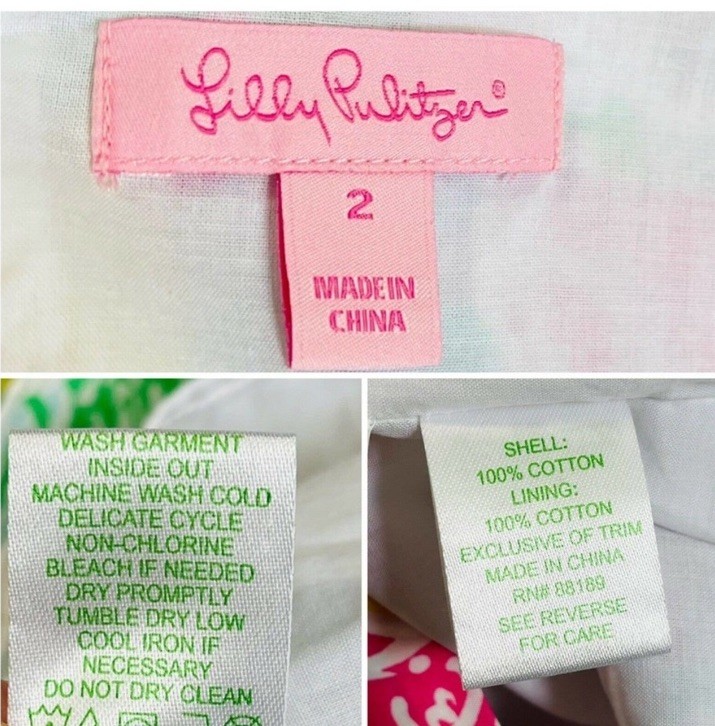 Lilly Pulitzer®
2
MADE IN
CHINA
WASH GARMENT
INSIDE OUT
MACHINE WASH COLD
DELICATE CYCLE
NON-CHLORINE
BLEACH IF NEEDED
DRY PROMPTLY
TUMBLE DRY LOW
COOL IRON IF
NECESSARY
DO NOT DRY CLEAN
SHELL:
100% COTTON
LINING:
100% COTTON
EXCLUSIVE OF TRIM
MADE IN CHINA
RN# 88189
SEE REVERSE
FOR CARE